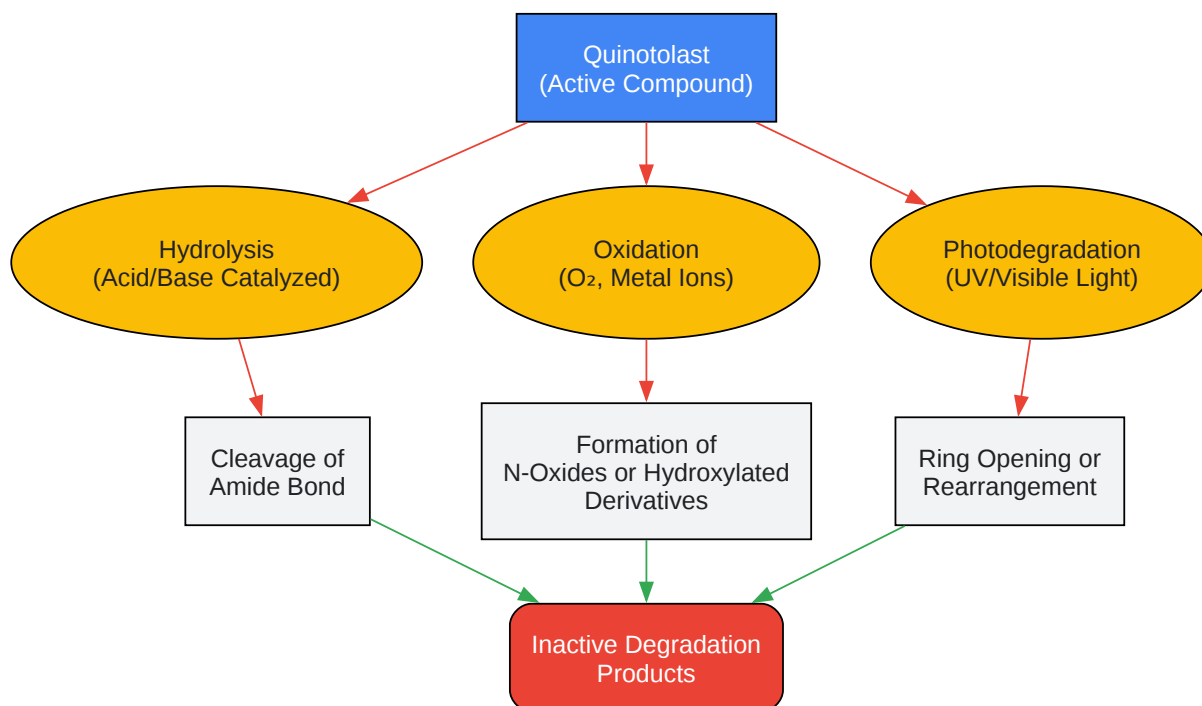 Quinotolast
(Active Compound)
Hydrolysis
(Acid/Base Catalyzed)
Oxidation
(O₂, Metal Ions)
Photodegradation
(UV/Visible Light)
Cleavage of
Amide Bond
Formation of
N-Oxides or Hydroxylated
Derivatives
Ring Opening or
Rearrangement
Inactive Degradation
Products